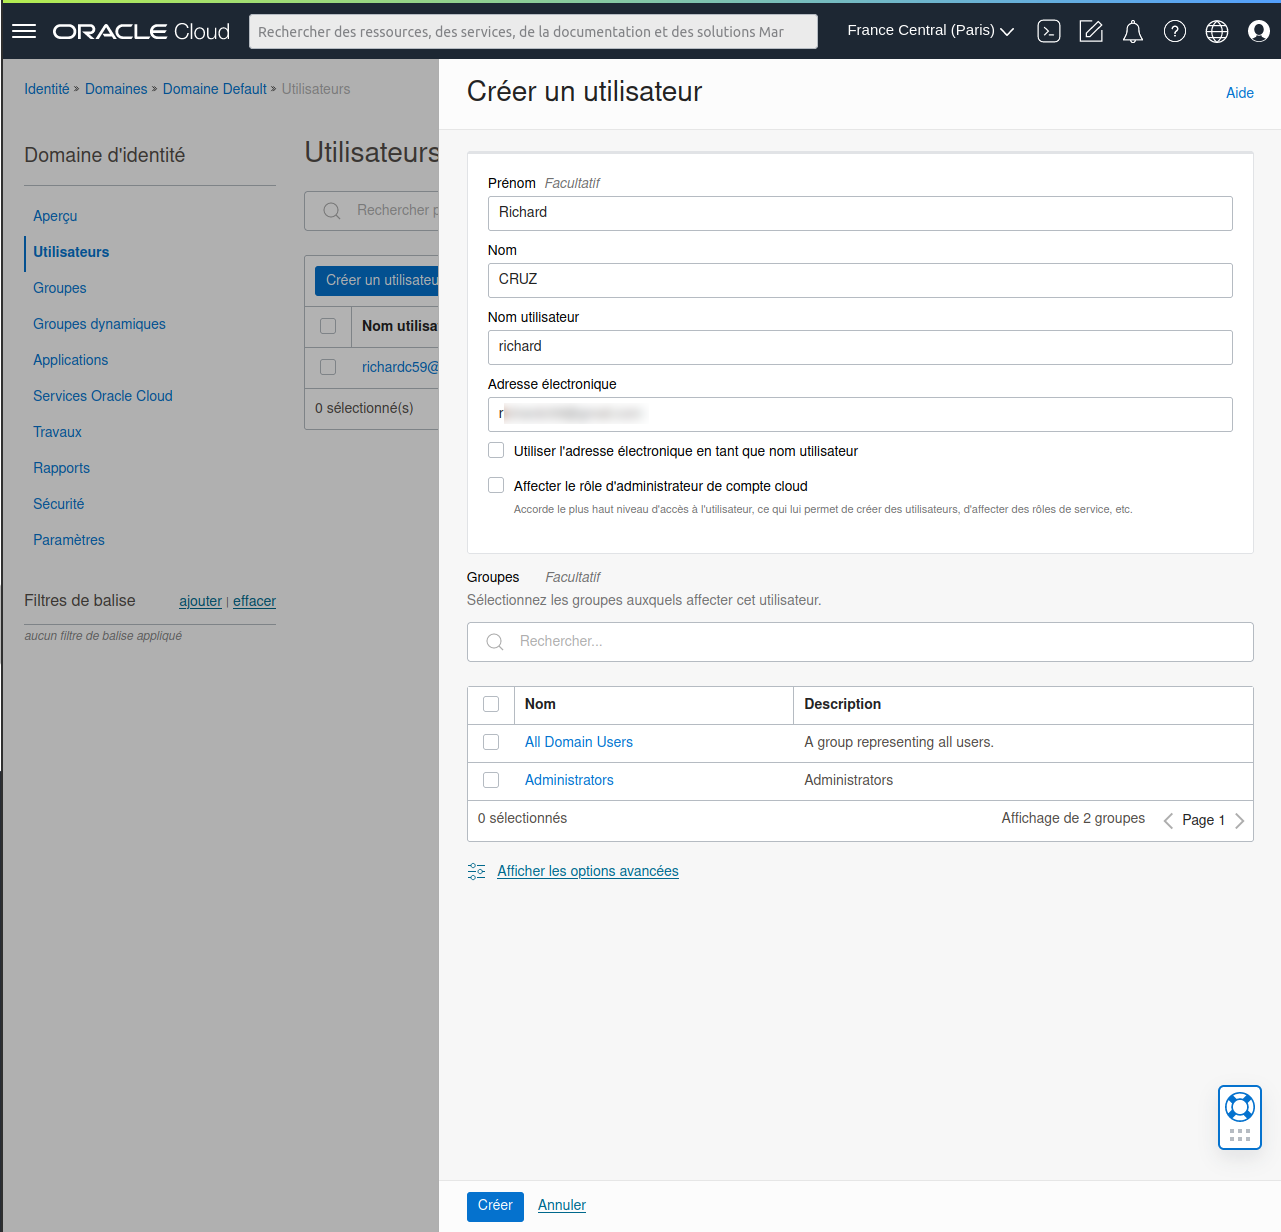 ORACLE Cloud
Rechercher des ressources, des services, de la documentation et des solutions Mar
France Central (Paris)
Identité » Domaines » Domaine Default » Utilisateurs
Domaine d'identité
Aperçu
Utilisateurs
Groupes
Groupes dynamiques
Applications
Services Oracle Cloud
Travaux
Rapports
Sécurité
Paramètres
Filtres de balise ajouter | effacer
aucun filtre de balise appliqué
Utilisateurs
Rechercher p
Créer un utilisateu
Nom utilisa
richardc59@
0 sélectionné(s)
Créer un utilisateur
Aide
Prénom Facultatif
Richard
Nom
CRUZ
Nom utilisateur
richard
Adresse électronique
r
Utiliser l'adresse électronique en tant que nom utilisateur
Affecter le rôle d'administrateur de compte cloud
Accorde le plus haut niveau d'accès à l'utilisateur, ce qui lui permet de créer des utilisateurs, d'affecter des rôles de service, etc.
Groupes Facultatif
Sélectionnez les groupes auxquels affecter cet utilisateur.
Rechercher...
Nom Description
All Domain Users A group representing all users.
Administrators Administrators
0 sélectionnés Affichage de 2 groupes Page 1
Afficher les options avancées
Créer Annuler